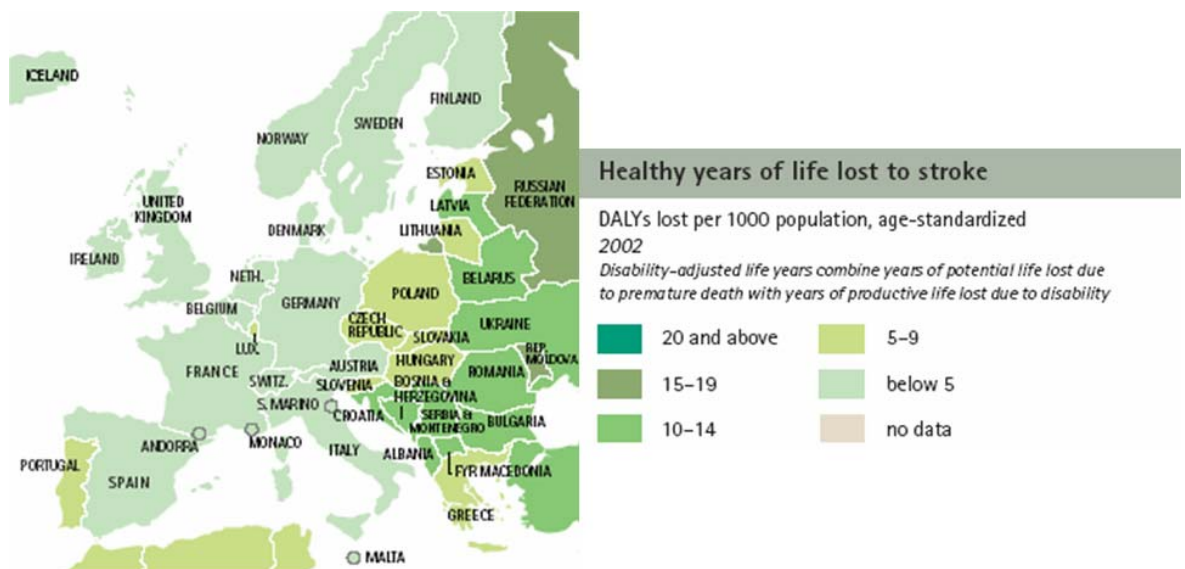 ICELAND
FINLAND
SWEDEN
NORWAY
ESTONIA
RUSSIAN
FEDERATION
LATVIA
UNITED
KINGDOM
DENMARK
LITHUANIA
IRELAND
NETH.
BELARUS
POLAND
BELGIUM
GERMANY
CZECH
REPUBLIC
UKRAINE
SLOVAKIA
LUX.
REP.
MOLDOVA
FRANCE
AUSTRIA
HUNGARY
ROMANIA
SWITZ.
SLOVENIA
BOSNIA &
HERZEGOVINA
S. MARINO
CROATIA
SERBIA &
MONTENEGRO
BULGARIA
ANDORRA
MONACO
ITALY
ALBANIA
PORTUGAL
SPAIN
FYR MACEDONIA
GREECE
MALTA
Healthy years of life lost to stroke
DALYs lost per 1000 population, age-standardized
2002
Disability-adjusted life years combine years of potential life lost due
to premature death with years of productive life lost due to disability
20 and above
5–9
15–19
below 5
10–14
no data